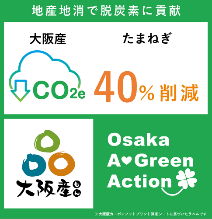 地産地消で脱炭素に貢献
大阪産 たまねぎ
CO2e 40%削減
大阪産
Osaka
A♥Green
Action